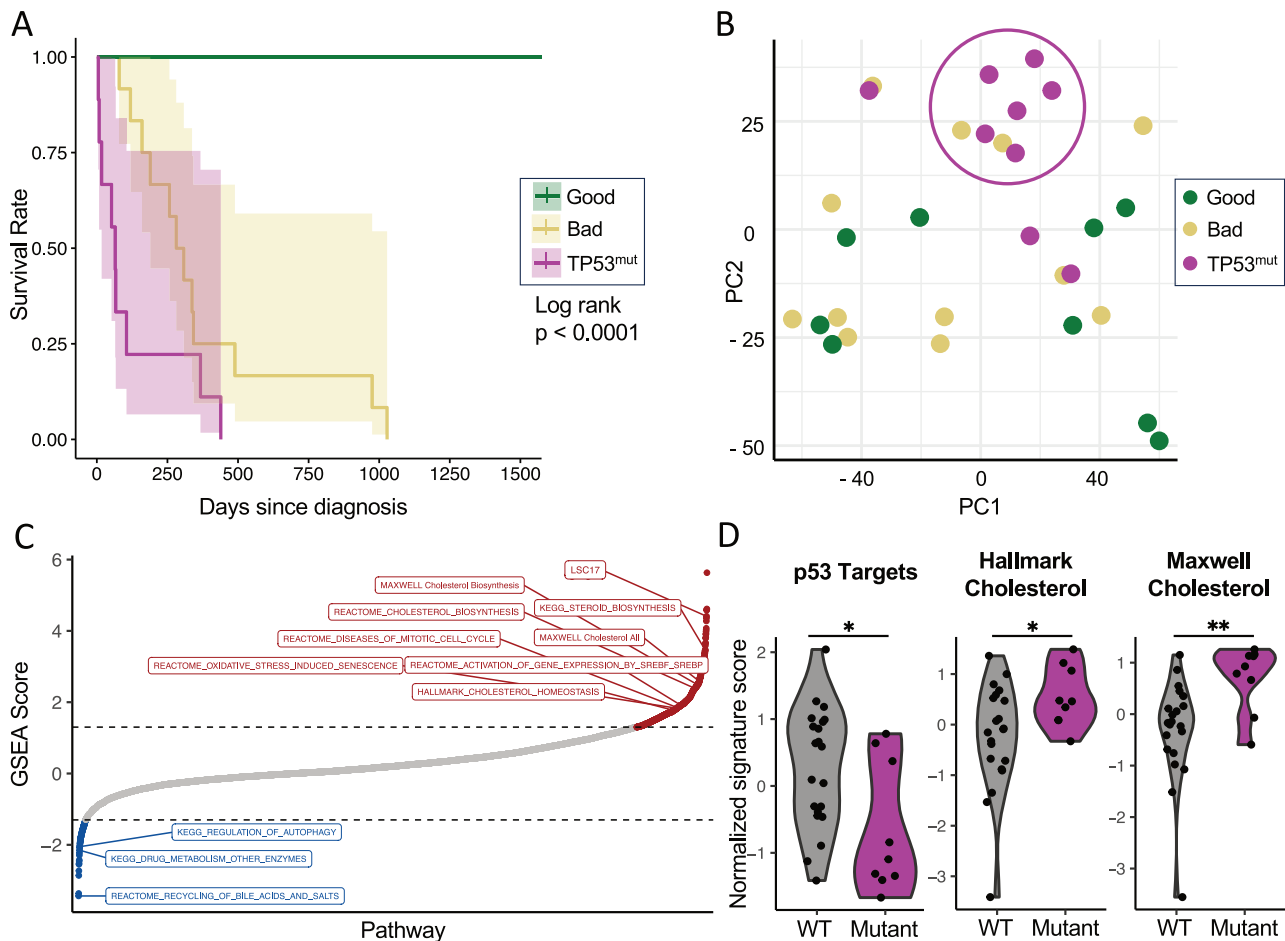 A
1.00
0.75
0.50
0.25
0.00
Survival Rate
0
250
500
750
1000
1250
1500
Days since diagnosis
Good
Bad
TP53mut
Log rank
p < 0.0001
B
25
0
- 25
- 50
PC2
- 40
0
40
PC1
Good
Bad
TP53mut
C
6
4
2
0
−2
GSEA Score
LSC17
MAXWELL Cholesterol Biosynthesis
KEGG_STEROID_BIOSYNTHESIS
REACTOME_CHOLESTEROL_BIOSYNTHESIS
MAXWELL Cholesterol All
REACTOME_DISEASES_OF_MITOTIC_CELL_CYCLE
REACTOME_OXIDATIVE_STRESS_INDUCED_SENESCENCE
REACTOME_ACTIVATION_OF_GENE_EXPRESSION_BY_SREBF_SREBP
HALLMARK_CHOLESTEROL_HOMEOSTASIS
KEGG_REGULATION_OF_AUTOPHAGY
KEGG_DRUG_METABOLISM_OTHER_ENZYMES
REACTOME_RECYCLING_OF_BILE_ACIDS_AND_SALTS
Pathway
D
p53 Targets
*
2
1
0
−1
Normalized signature score
WT
Mutant
Hallmark
Cholesterol
*
1
0
−1
−2
−3
WT
Mutant
Maxwell
Cholesterol
**
1
0
−1
−2
−3
WT
Mutant